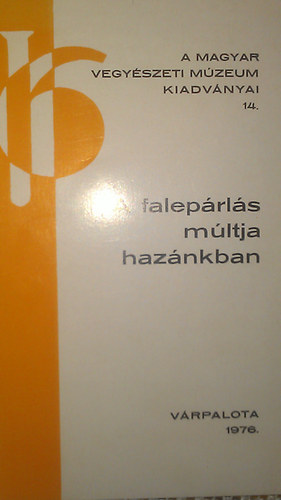 A MAGYAR
VEGYÉSZETI MÚZEUM
KIADVÁNYAI
14.
falepárlás
múltja
hazánkban
VÁRPALOTA
1976.